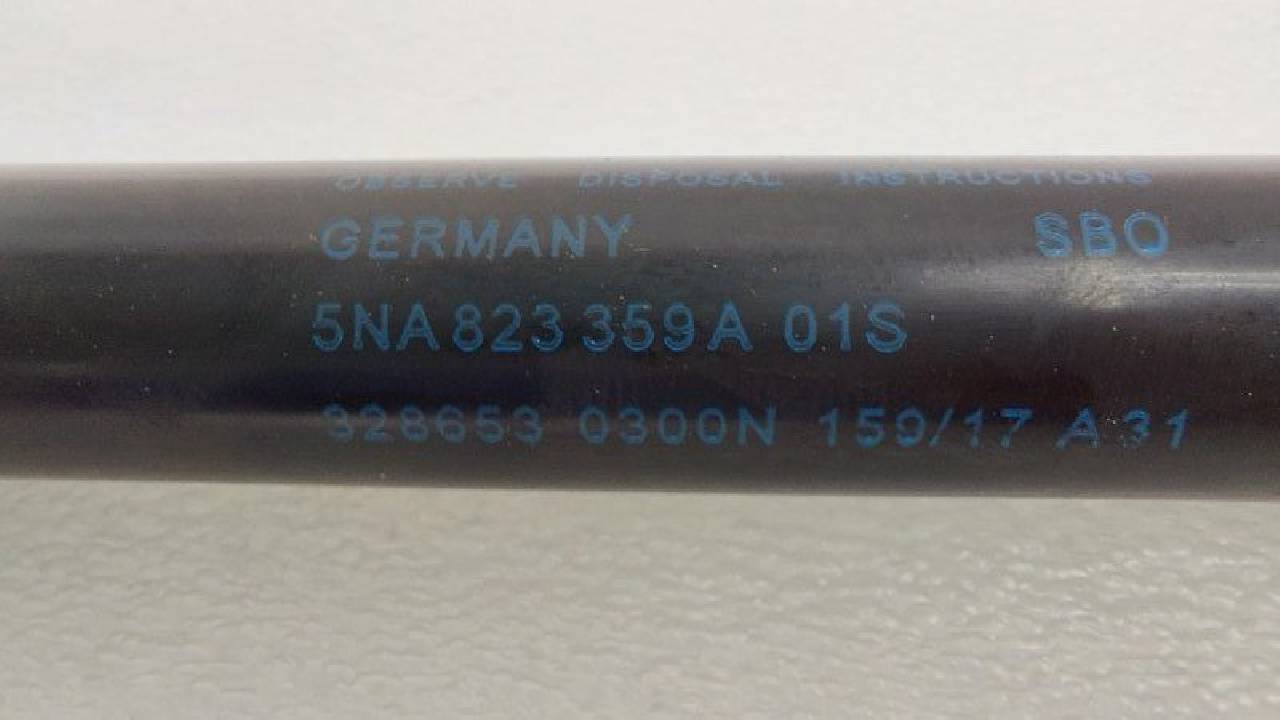 OBSERVE DISPOSAL INSTRUCTIONS
GERMANY SBO
5NA 823 359 A 01S
328653 0300N 159/17 A31